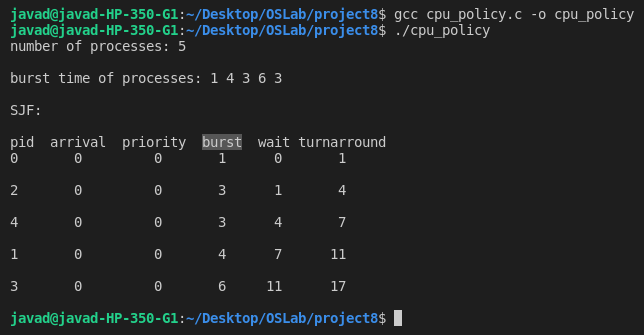 javad@javad-HP-350-G1:~/Desktop/OSLab/project8$ gcc cpu_policy.c -o cpu_policy
javad@javad-HP-350-G1:~/Desktop/OSLab/project8$ ./cpu_policy
number of processes: 5
burst time of processes: 1 4 3 6 3
SJF:
pid  arrival  priority  burst  wait turnarround
0       0         0       1      0       1
2       0         0       3      1       4
4       0         0       3      4       7
1       0         0       4      7      11
3       0         0       6     11      17
javad@javad-HP-350-G1:~/Desktop/OSLab/project8$